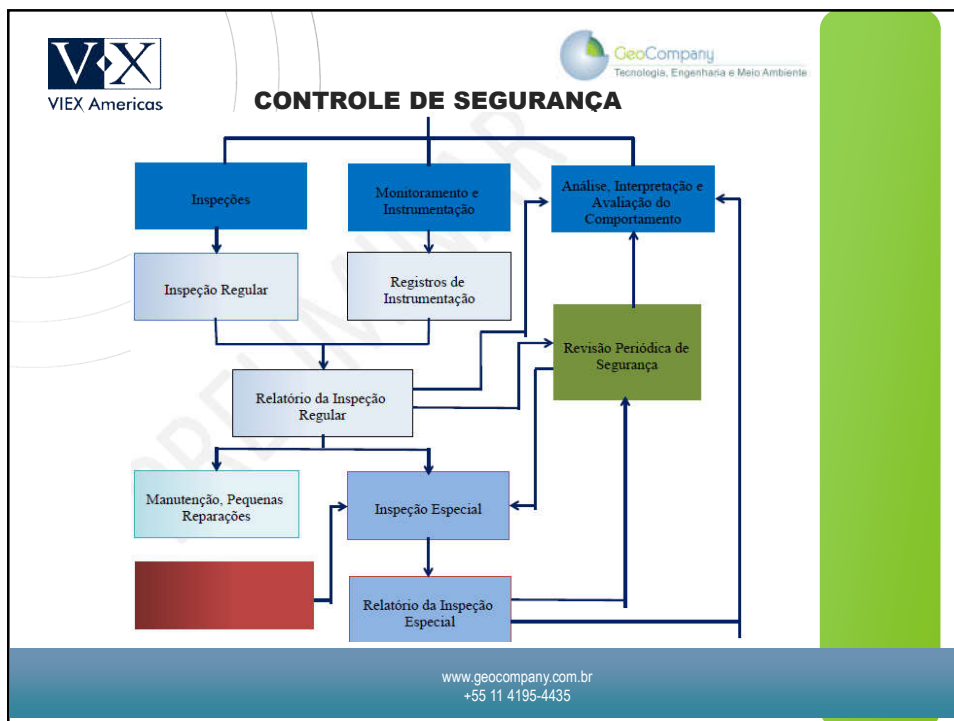 V X
VIEX Americas
GeoCompany
Tecnologia, Engenharia e Meio Ambiente
CONTROLE DE SEGURANÇA
Inspeções
Monitoramento e
Instrumentação
Análise, Interpretação e
Avaliação do
Comportamento
Inspeção Regular
Registros de
Instrumentação
Revisão Periódica de
Segurança
Relatório da Inspeção
Regular
Manutenção, Pequenas
Reparações
Inspeção Especial
Relatório da Inspeção
Especial
PRELIMINAR
www.geocompany.com.br
+55 11 4195-4435